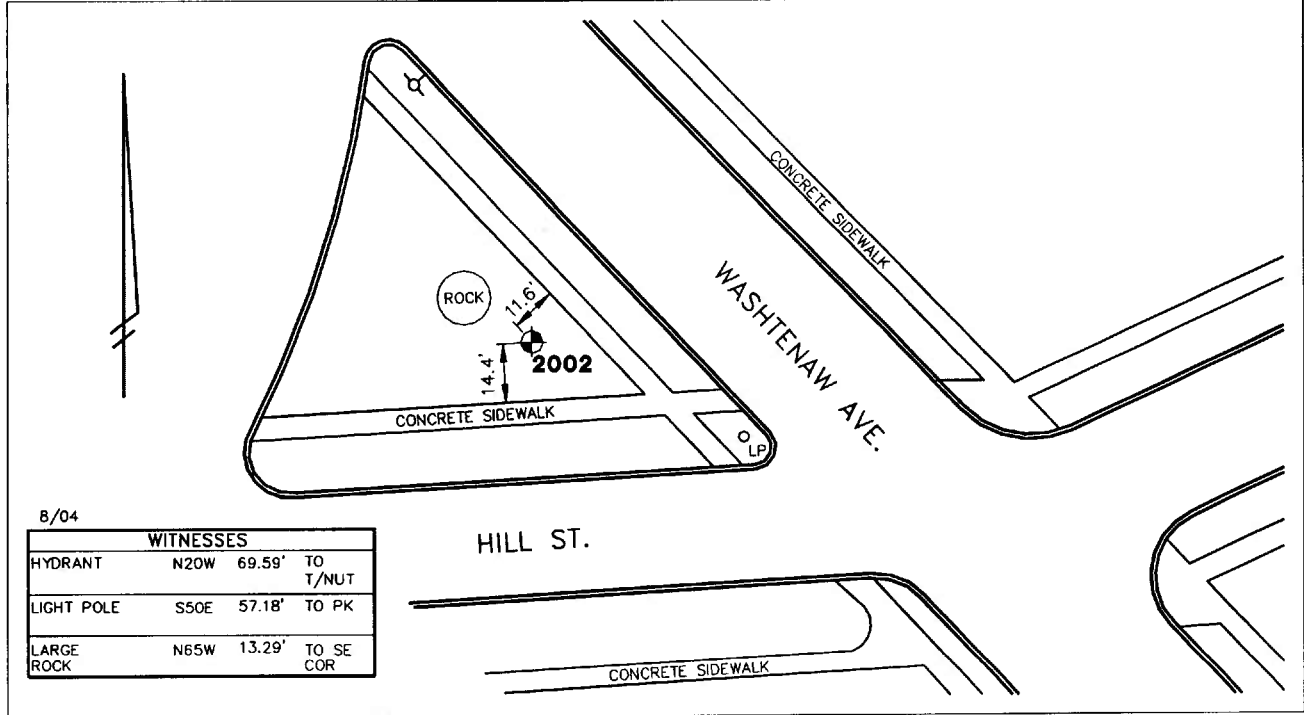 CONCRETE SIDEWALK
ROCK
11.6'
WASHTENAW AVE.
14.4'
2002
CONCRETE SIDEWALK
LP
8/04
WITNESSES
HYDRANT N20W 69.59' TO
T/NUT
LIGHT POLE S50E 57.18' TO PK
LARGE N65W 13.29' TO SE
ROCK COR
HILL ST.
CONCRETE SIDEWALK